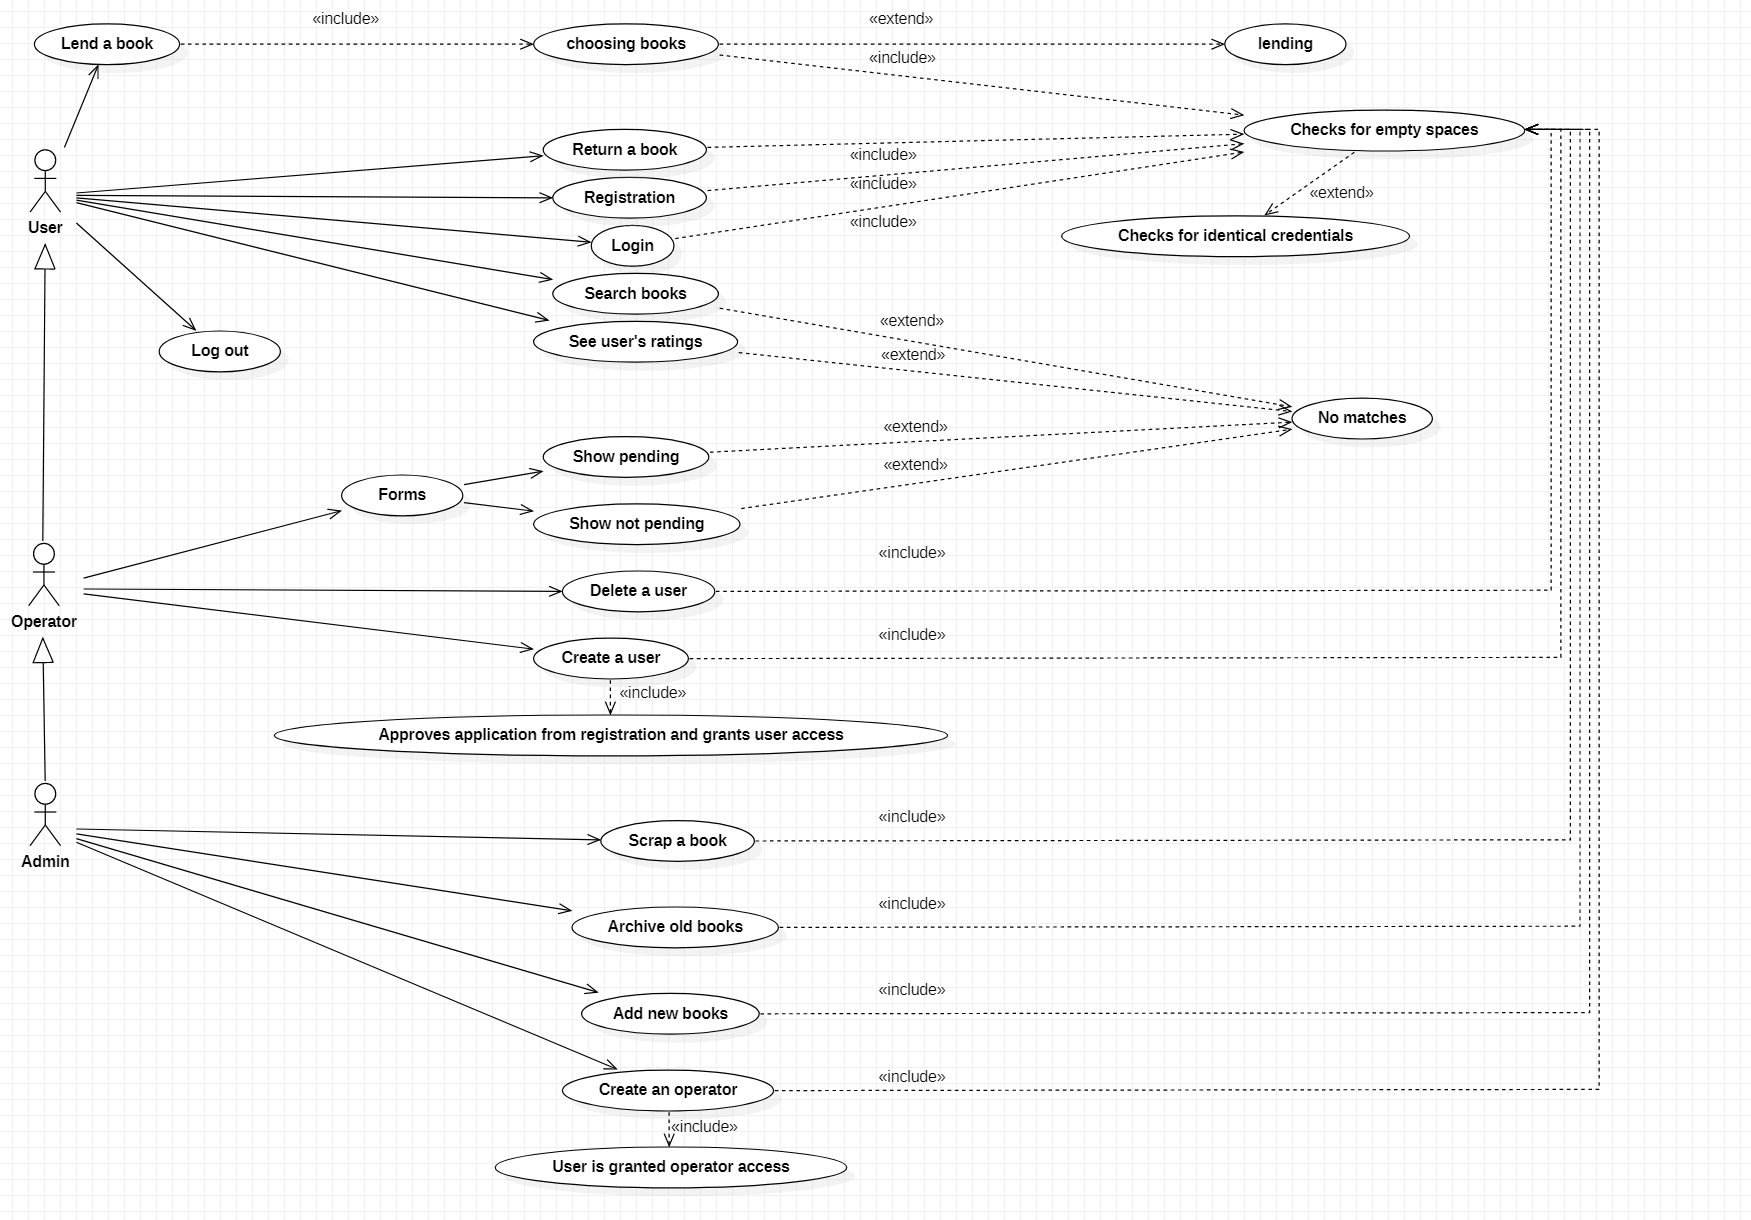 «include»
«extend»
Lend a book
choosing books
lending
«include»
Checks for empty spaces
Return a book
«include»
«include»
Registration
«extend»
«include»
User
Login
Checks for identical credentials
Search books
«extend»
See user's ratings
Log out
«extend»
No matches
«extend»
Show pending
«extend»
Forms
Show not pending
«include»
Delete a user
Operator
«include»
Create a user
«include»
Approves application from registration and grants user access
«include»
Scrap a book
Admin
«include»
Archive old books
«include»
Add new books
«include»
Create an operator
«include»
User is granted operator access